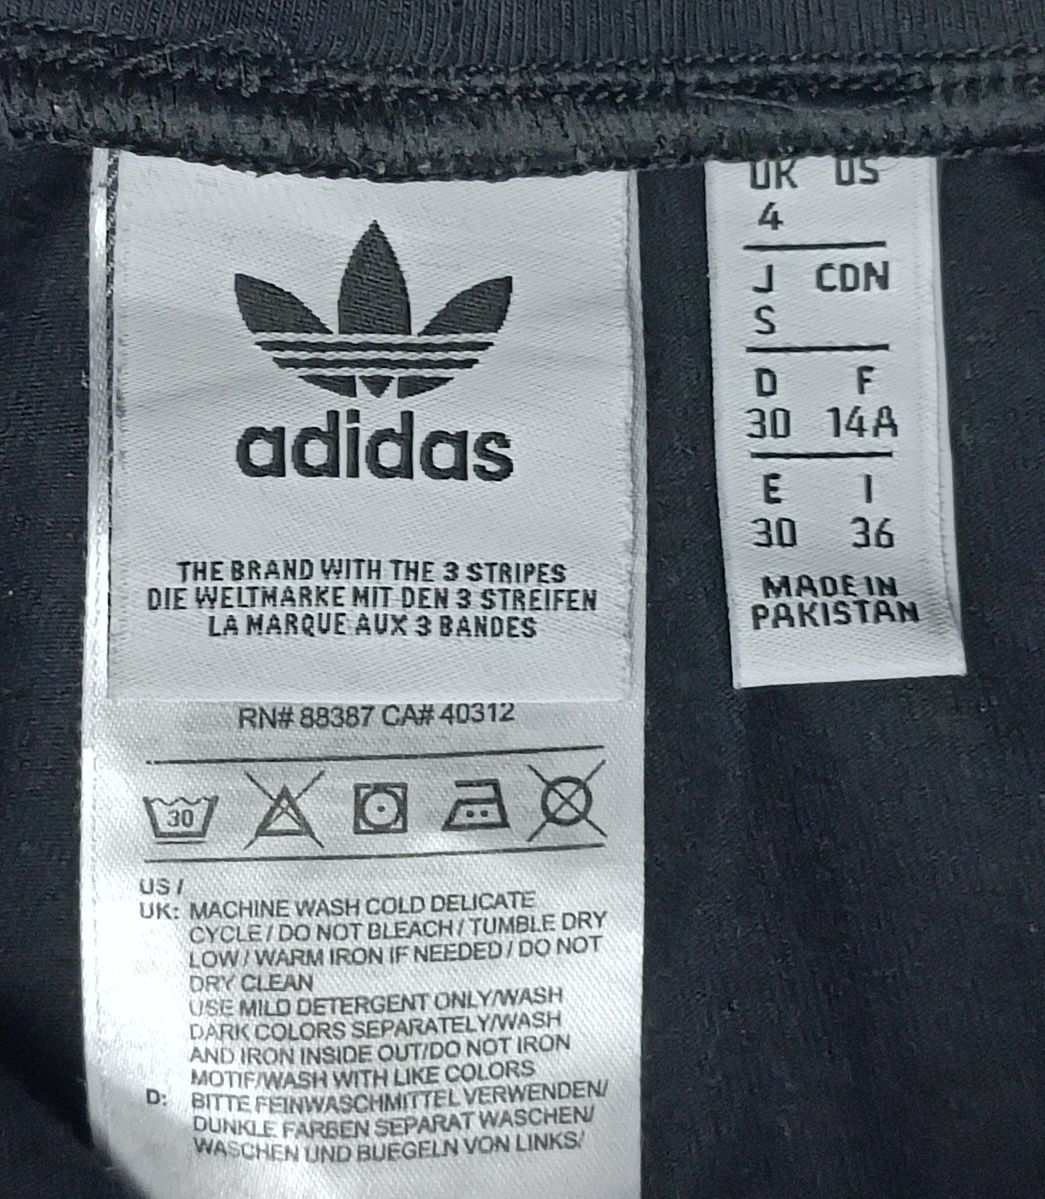 adidas
THE BRAND WITH THE 3 STRIPES
DIE WELTMARKE MIT DEN 3 STREIFEN
LA MARQUE AUX 3 BANDES
RN# 88387 CA# 40312
30
US /
UK: MACHINE WASH COLD DELICATE
CYCLE / DO NOT BLEACH / TUMBLE DRY
LOW / WARM IRON IF NEEDED / DO NOT
DRY CLEAN
USE MILD DETERGENT ONLY/WASH
DARK COLORS SEPARATELY/WASH
AND IRON INSIDE OUT/DO NOT IRON
MOTIF/WASH WITH LIKE COLORS
D: BITTE FEINWASCHMITTEL VERWENDEN/
DUNKLE FARBEN SEPARAT WASCHEN/
WASCHEN UND BUEGELN VON LINKS/
UK US
4
J CDN
S
D F
30 14A
E I
30 36
MADE IN
PAKISTAN